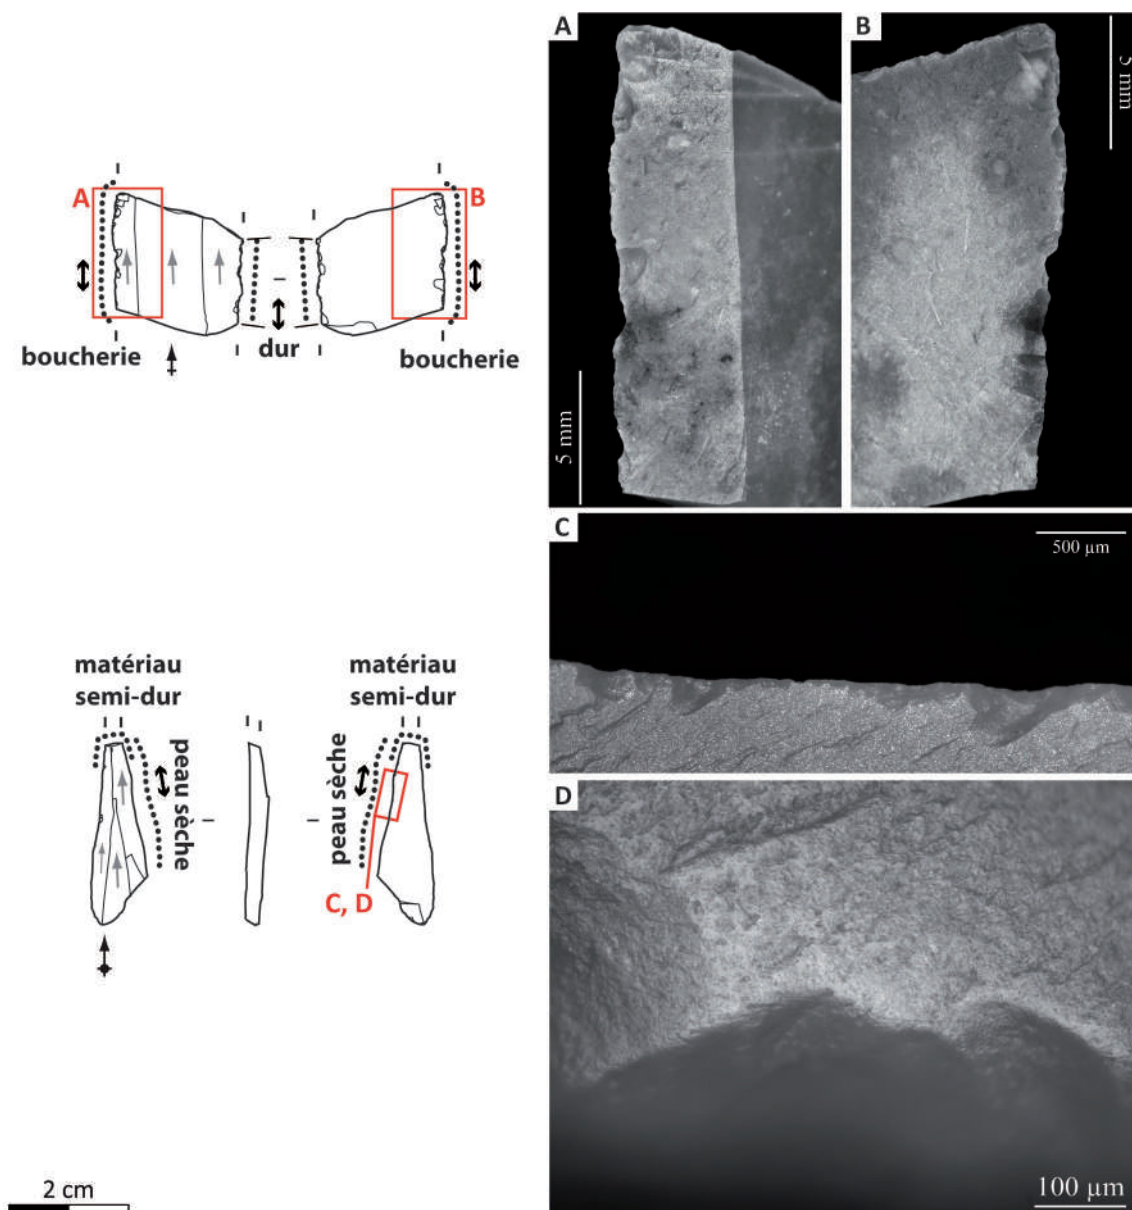 A
B
5 mm
5 mm
A
B
boucherie
dur
boucherie
C
500 µm
matériau
semi-dur
matériau
semi-dur
peau sèche
peau sèche
C, D
D
2 cm
100 µm